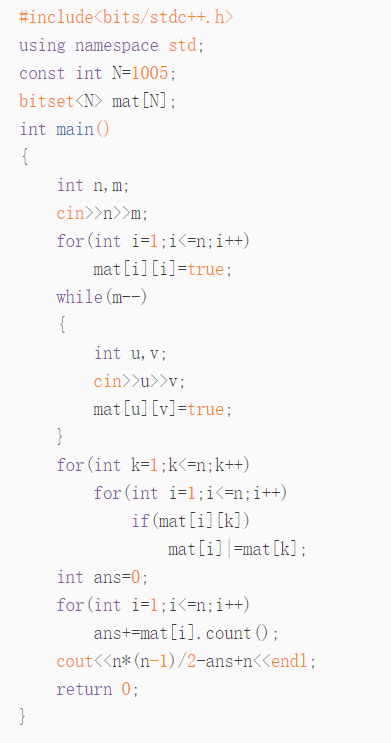 #include<bits/stdc++.h>
using namespace std;
const int N=1005;
bitset<N> mat[N];
int main()
{
    int n,m;
    cin>>n>>m;
    for(int i=1;i<=n;i++)
        mat[i][i]=true;
    while(m--)
    {
        int u,v;
        cin>>u>>v;
        mat[u][v]=true;
    }
    for(int k=1;k<=n;k++)
        for(int i=1;i<=n;i++)
            if(mat[i][k])
                mat[i]|=mat[k];
    int ans=0;
    for(int i=1;i<=n;i++)
        ans+=mat[i].count();
    cout<<n*(n-1)/2-ans+n<<endl;
    return 0;
}